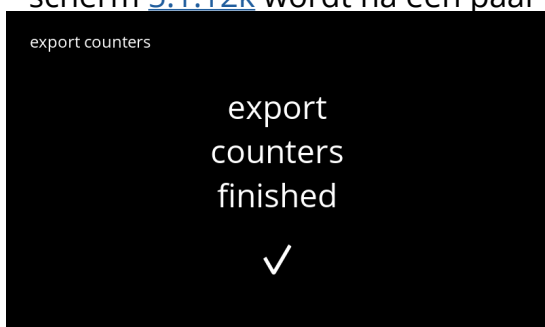 scherm 5.1.12k wordt na een paar
export counters
export
counters
finished